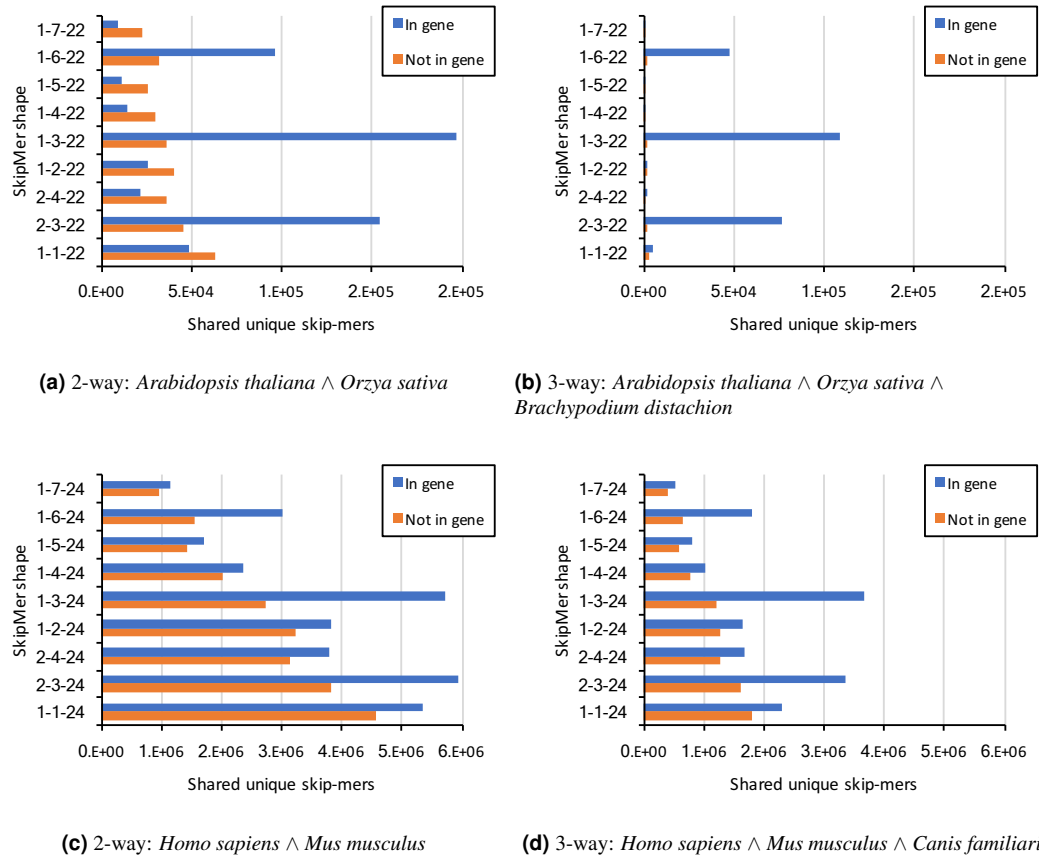 1-7-22
1-6-22
1-5-22
1-4-22
1-3-22
1-2-22
2-4-22
2-3-22
1-1-22
SkipMer shape
In gene
Not in gene
0.E+00 5.E+04 1.E+05 2.E+05 2.E+05
Shared unique skip-mers
(a) 2-way: Arabidopsis thaliana ∧ Orzya sativa
1-7-22
1-6-22
1-5-22
1-4-22
1-3-22
1-2-22
2-4-22
2-3-22
1-1-22
SkipMer shape
In gene
Not in gene
0.E+00 5.E+04 1.E+05 2.E+05 2.E+05
Shared unique skip-mers
(b) 3-way: Arabidopsis thaliana ∧ Orzya sativa ∧
Brachypodium distachion
1-7-24
1-6-24
1-5-24
1-4-24
1-3-24
1-2-24
2-4-24
2-3-24
1-1-24
SkipMer shape
In gene
Not in gene
0.E+00 1.E+06 2.E+06 3.E+06 4.E+06 5.E+06 6.E+06
Shared unique skip-mers
(c) 2-way: Homo sapiens ∧ Mus musculus
1-7-24
1-6-24
1-5-24
1-4-24
1-3-24
1-2-24
2-4-24
2-3-24
1-1-24
SkipMer shape
In gene
Not in gene
0.E+00 1.E+06 2.E+06 3.E+06 4.E+06 5.E+06 6.E+06
Shared unique skip-mers
(d) 3-way: Homo sapiens ∧ Mus musculus ∧ Canis